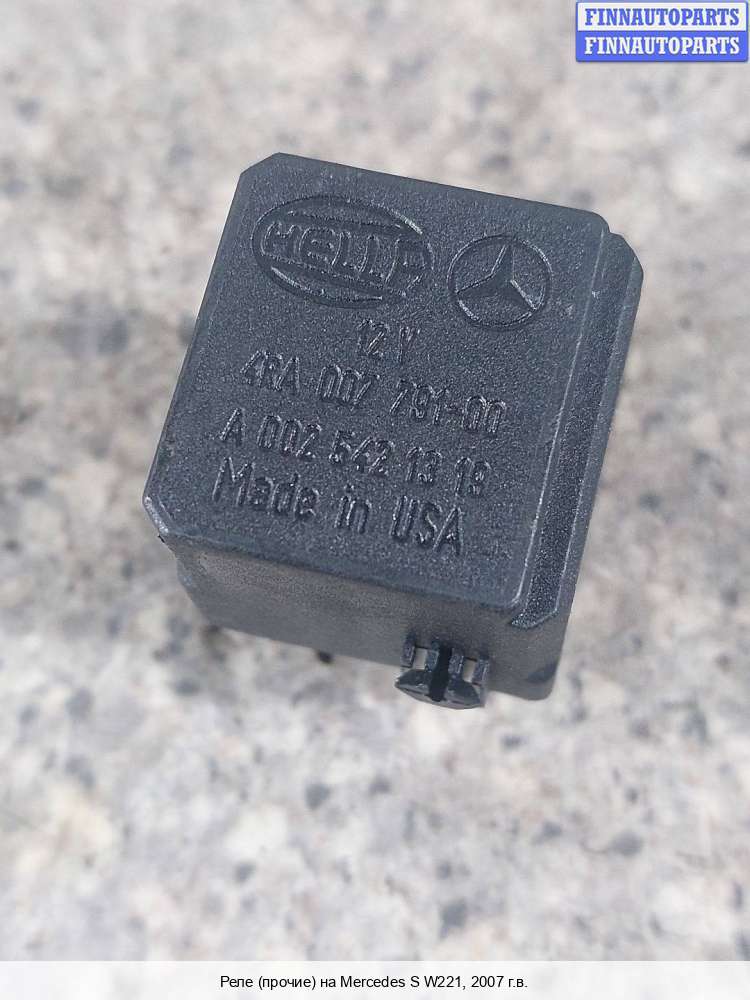 FINNAUTOPARTS
FINNAUTOPARTS
HELLA
12 V
4RA 007 791-00
A 002 542 13 19
Made in USA
Реле (прочие) на Mercedes S W221, 2007 г.в.